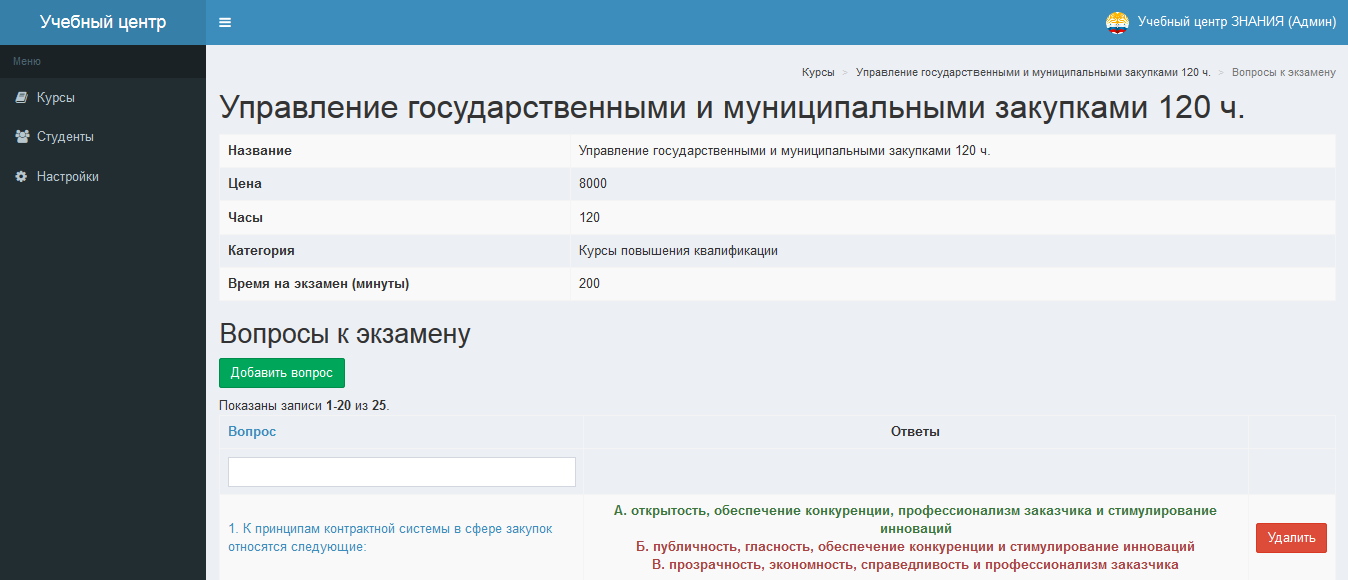 Учебный центр
Учебный центр ЗНАНИЯ (Админ)
Меню
Курсы
Студенты
Настройки
Курсы > Управление государственными и муниципальными закупками 120 ч. > Вопросы к экзамену
Управление государственными и муниципальными закупками 120 ч.
Название Управление государственными и муниципальными закупками 120 ч.
Цена 8000
Часы 120
Категория Курсы повышения квалификации
Время на экзамен (минуты) 200
Вопросы к экзамену
Добавить вопрос
Показаны записи 1-20 из 25.
Вопрос Ответы
1. К принципам контрактной системы в сфере закупок
относятся следующие:
А. открытость, обеспечение конкуренции, профессионализм заказчика и стимулирование
инноваций
Б. публичность, гласность, обеспечение конкуренции и стимулирование инноваций
В. прозрачность, экономность, справедливость и профессионализм заказчика
Удалить